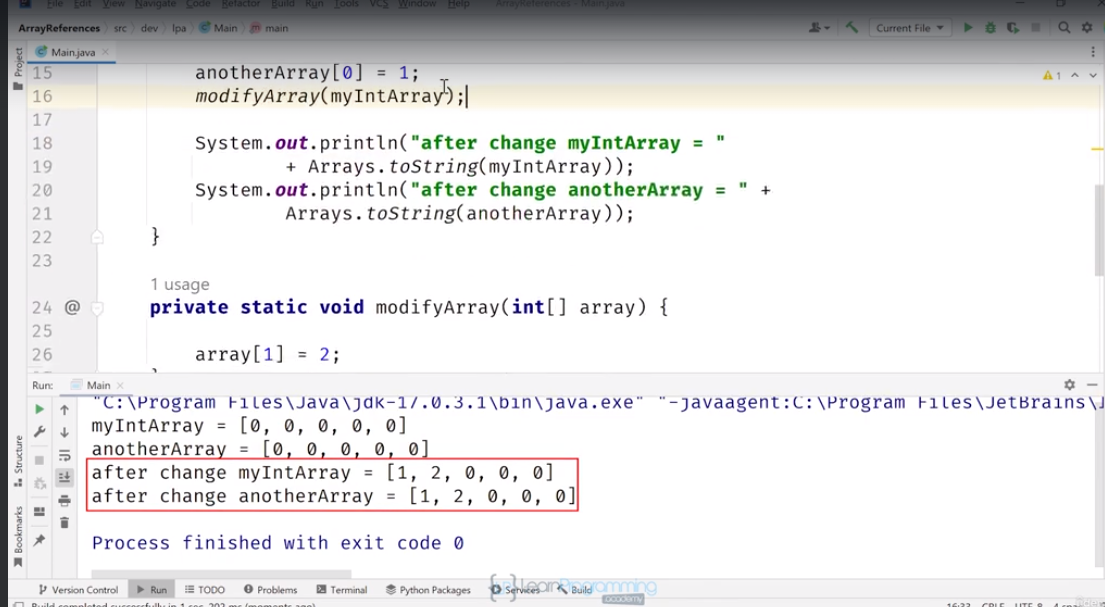 File Edit View Navigate Code Refactor Build Run Tools VCS Window Help ArrayReferences - Main.java
ArrayReferences src dev lpa Main main Current File
Project
Main.java
15 anotherArray[0] = 1;
1
16 modifyArray(myIntArray);
17
18 System.out.println("after change myIntArray = "
19 + Arrays.toString(myIntArray));
20 System.out.println("after change anotherArray = " +
21 Arrays.toString(anotherArray));
22 }
23
1 usage
24 @ private static void modifyArray(int[] array) {
25
26 array[1] = 2;
Run: Main
"C:\Program Files\Java\jdk-17.0.3.1\bin\java.exe" "-javaagent:C:\Program Files\JetBrains\
myIntArray = [0, 0, 0, 0, 0]
anotherArray = [0, 0, 0, 0, 0]
after change myIntArray = [1, 2, 0, 0, 0]
after change anotherArray = [1, 2, 0, 0, 0]
Process finished with exit code 0
Structure
Bookmarks
Version Control Run TODO Problems Terminal Python Packages Services Build
LearnProgramming
academy
Build completed successfully in 1 sec, 203 ms (moments ago) 16:33 CRLF UTF-8